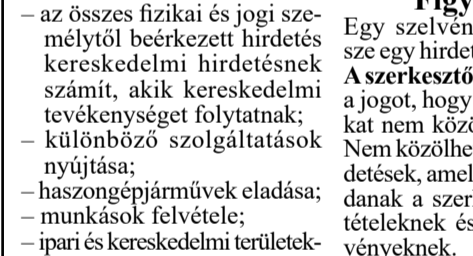 – az összes fizikai és jogi sze-
mélytől beérkezett hirdetés
kereskedelmi hirdetésnek
számít, akik kereskedelmi
tevékenységet folytatnak;
– különböző szolgáltatások
nyújtása;
– haszongépjárművek eladása;
– munkások felvétele;
– ipari és kereskedelmi területek-
Egy szelvén
sze egy hirdet
A szerkesztő
a jogot, hogy
kat nem közö
Nem közölhe
detések, amel
danak a szer
tételeknek és
vényeknek.